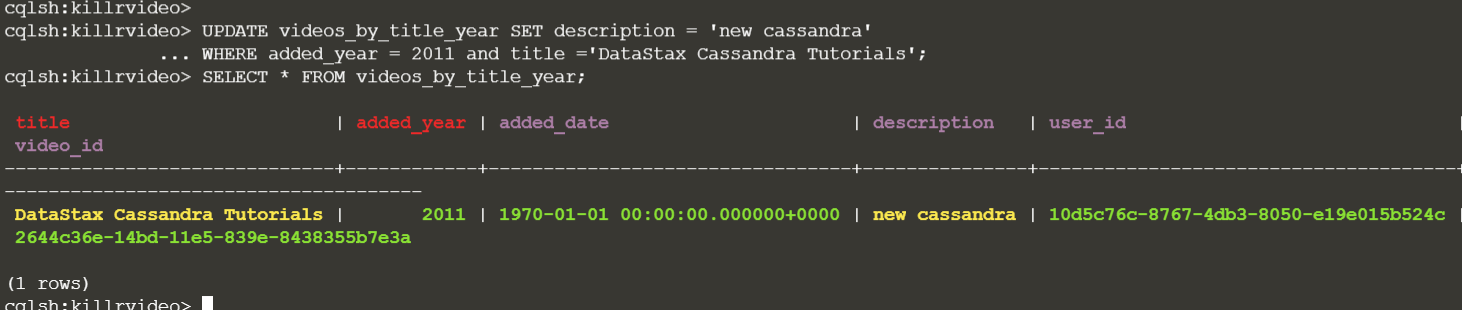 cqlsh:killrvideo>
cqlsh:killrvideo> UPDATE videos_by_title_year SET description = 'new cassandra'
... WHERE added_year = 2011 and title ='DataStax Cassandra Tutorials';
cqlsh:killrvideo> SELECT * FROM videos_by_title_year;
title | added_year | added_date | description | user_id |
video_id
------------------------------+------------+---------------------------------+---------------+--------------------------------------+
--------------------------------------
DataStax Cassandra Tutorials | 2011 | 1970-01-01 00:00:00.000000+0000 | new cassandra | 10d5c76c-8767-4db3-8050-e19e015b524c |
2644c36e-14bd-11e5-839e-8438355b7e3a
(1 rows)
cqlsh:killrvideo>